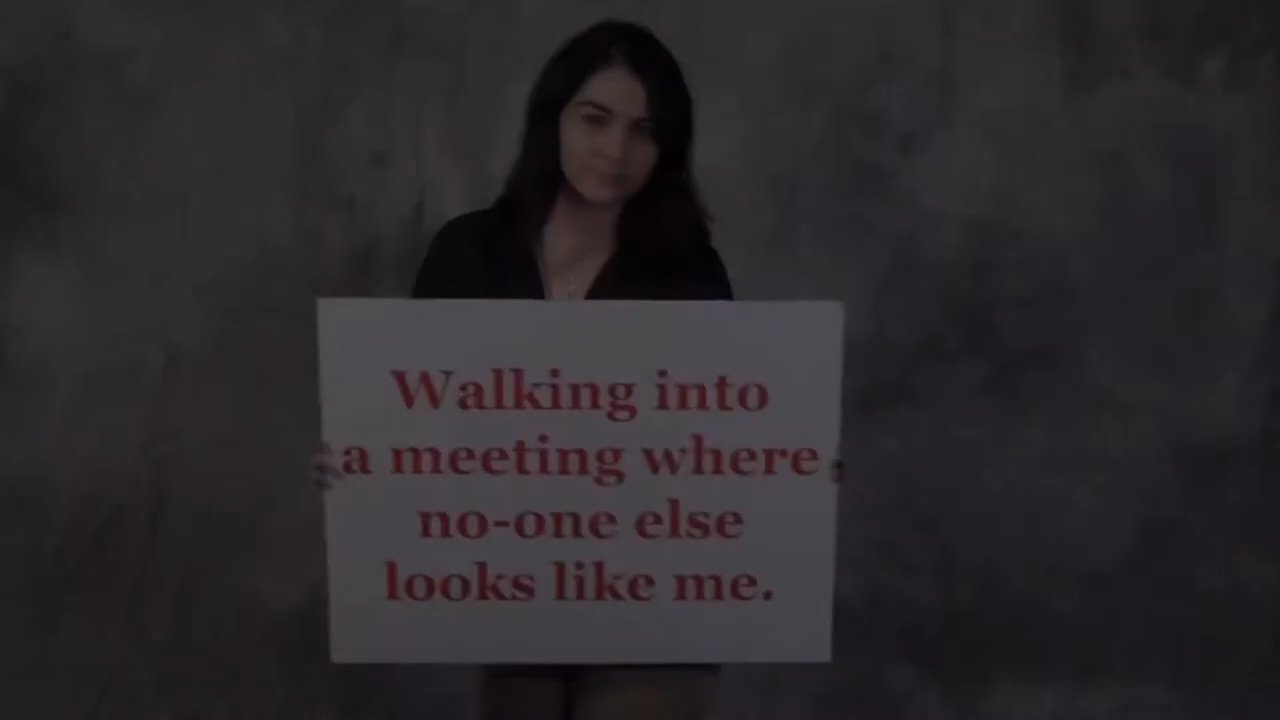 Walking into
a meeting where
no-one else
looks like me.